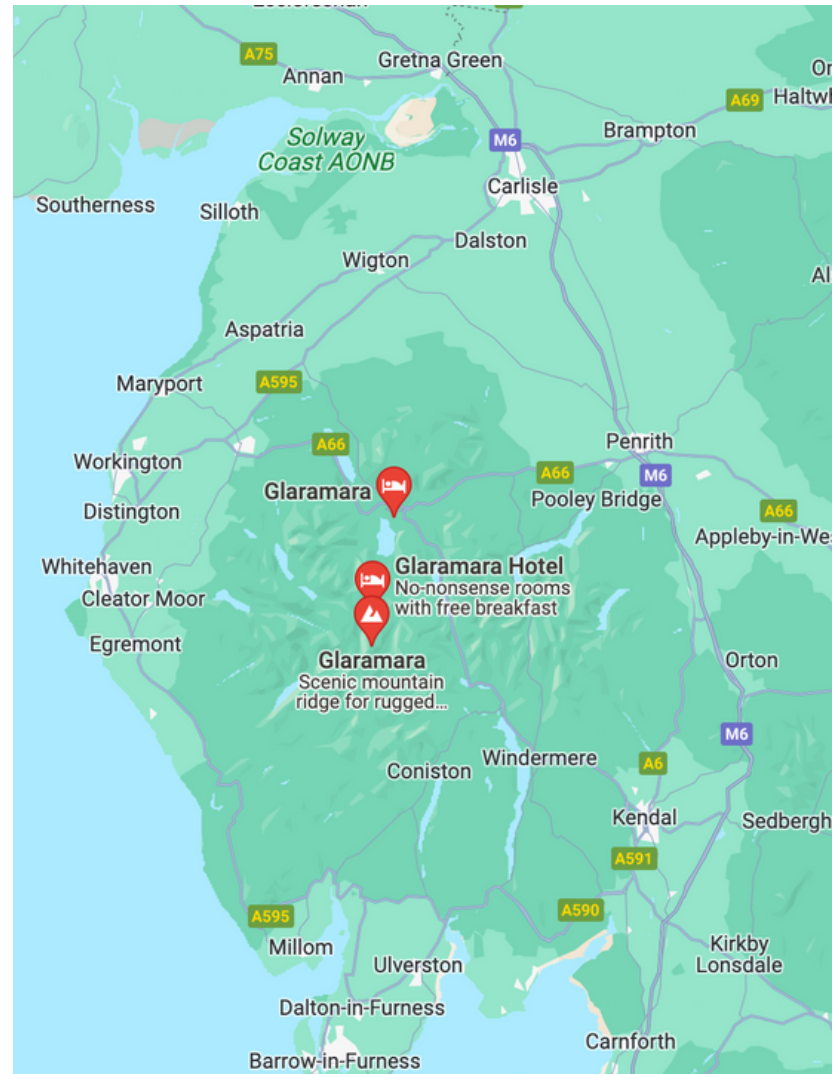 A75
Gretna Green
Annan
A69
Haltwh
Brampton
Solway
Coast AONB
M6
Carlisle
Southerness
Silloth
Dalston
Wigton
Al
Aspatria
Maryport
A595
A66
Penrith
Workington
A66
M6
Glaramara
Pooley Bridge
A66
Distington
Appleby-in-Wes
Whitehaven
Glaramara Hotel
No-nonsense rooms
with free breakfast
Cleator Moor
Egremont
Glaramara
Scenic mountain
ridge for rugged...
Orton
M6
Windermere
A6
Coniston
Kendal
Sedbergh
A591
A595
A590
Millom
Kirkby
Lonsdale
Ulverston
Dalton-in-Furness
Carnforth
Barrow-in-Furness